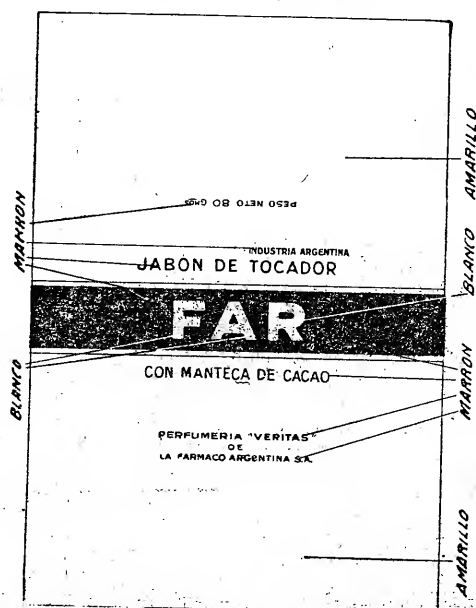 AMARILLO
PESO NETO 80 GMOS
MARRON
INDUSTRIA ARGENTINA
JABON DE TOCADOR
BLANCO
FAR
CON MANTECA DE CACAO
BLANCO
MARRON
PERFUMERIA "VERITAS"
DE
LA FARMACO ARGENTINA S.A.
AMARILLO